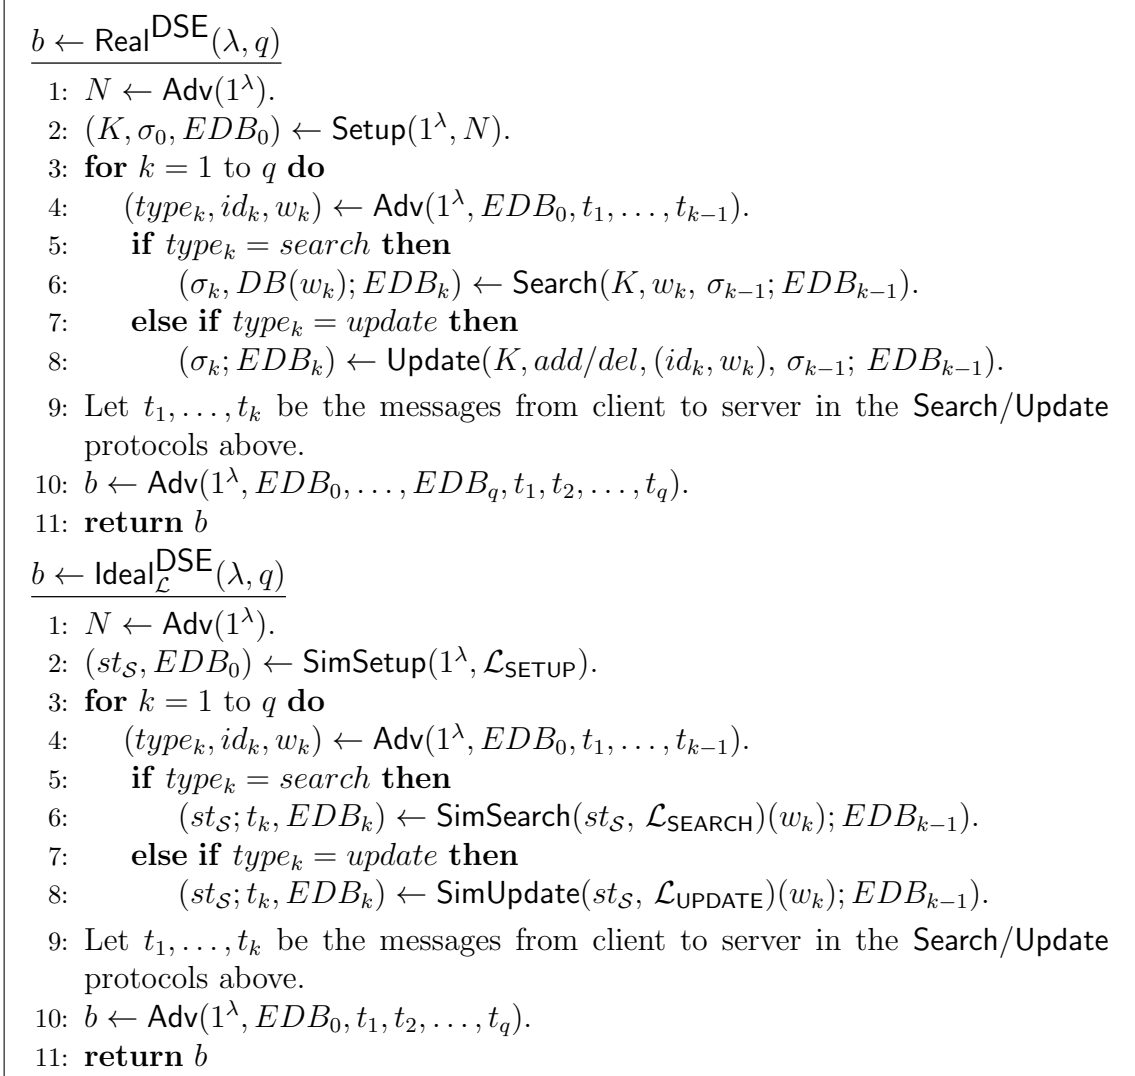 b ← Real^DSE(λ, q)
1: N ← Adv(1^λ).
2: (K, σ_0, EDB_0) ← Setup(1^λ, N).
3: for k = 1 to q do
4: (type_k, id_k, w_k) ← Adv(1^λ, EDB_0, t_1, . . . , t_{k−1}).
5: if type_k = search then
6: (σ_k, DB(w_k); EDB_k) ← Search(K, w_k, σ_{k−1}; EDB_{k−1}).
7: else if type_k = update then
8: (σ_k; EDB_k) ← Update(K, add/del, (id_k, w_k), σ_{k−1}; EDB_{k−1}).
9: Let t_1, . . . , t_k be the messages from client to server in the Search/Update
protocols above.
10: b ← Adv(1^λ, EDB_0, . . . , EDB_q, t_1, t_2, . . . , t_q).
11: return b
b ← Ideal_ℒ^DSE(λ, q)
1: N ← Adv(1^λ).
2: (st_𝒮, EDB_0) ← SimSetup(1^λ, ℒ_SETUP).
3: for k = 1 to q do
4: (type_k, id_k, w_k) ← Adv(1^λ, EDB_0, t_1, . . . , t_{k−1}).
5: if type_k = search then
6: (st_𝒮; t_k, EDB_k) ← SimSearch(st_𝒮, ℒ_SEARCH)(w_k); EDB_{k−1}).
7: else if type_k = update then
8: (st_𝒮; t_k, EDB_k) ← SimUpdate(st_𝒮, ℒ_UPDATE)(w_k); EDB_{k−1}).
9: Let t_1, . . . , t_k be the messages from client to server in the Search/Update
protocols above.
10: b ← Adv(1^λ, EDB_0, t_1, t_2, . . . , t_q).
11: return b